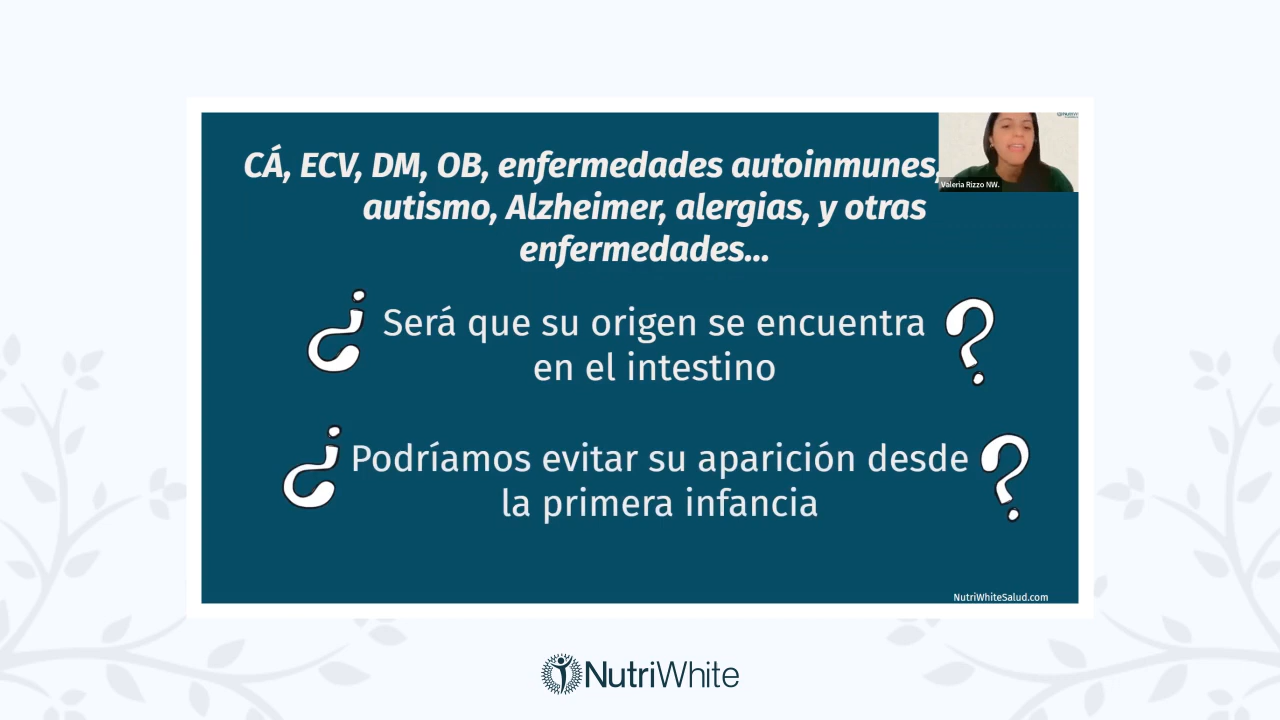 CÁ, ECV, DM, OB, enfermedades autoinmunes,
autismo, Alzheimer, alergias, y otras
enfermedades...
¿ Será que su origen se encuentra
en el intestino ?
¿ Podríamos evitar su aparición desde
la primera infancia ?
Valeria Rizzo NW.
NutriWhiteSalud.com
NutriWhite